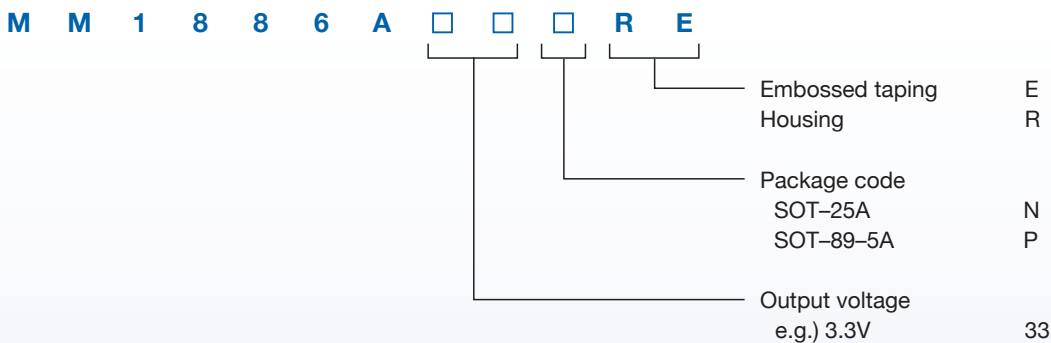 M M 1 8 8 6 A □ □ □ R E
Embossed taping E
Housing R
Package code
SOT–25A N
SOT–89–5A P
Output voltage
e.g.) 3.3V 33